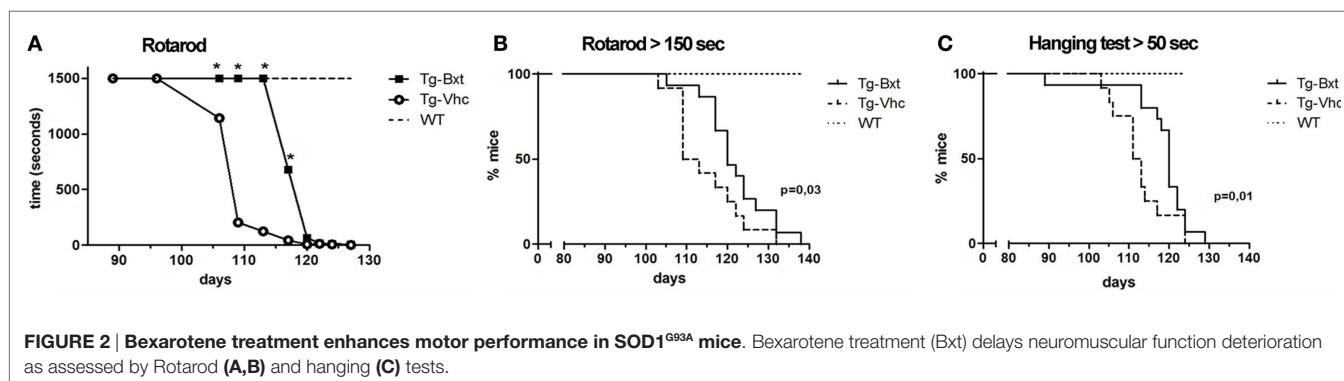 A
Rotarod
* * *
*
1500
1000
500
0
time (seconds)
90 100 110 120 130
days
Tg-Bxt
Tg-Vhc
WT
B
Rotarod > 150 sec
100
50
0
% mice
0 80 90 100 110 120 130 140
days
Tg-Bxt
Tg-Vhc
WT
p=0,03
C
Hanging test > 50 sec
100
50
0
% mice
0 80 90 100 110 120 130 140
days
Tg-Bxt
Tg-Vhc
WT
p=0,01
FIGURE 2 | Bexarotene treatment enhances motor performance in SOD1G93A mice. Bexarotene treatment (Bxt) delays neuromuscular function deterioration
as assessed by Rotarod (A,B) and hanging (C) tests.